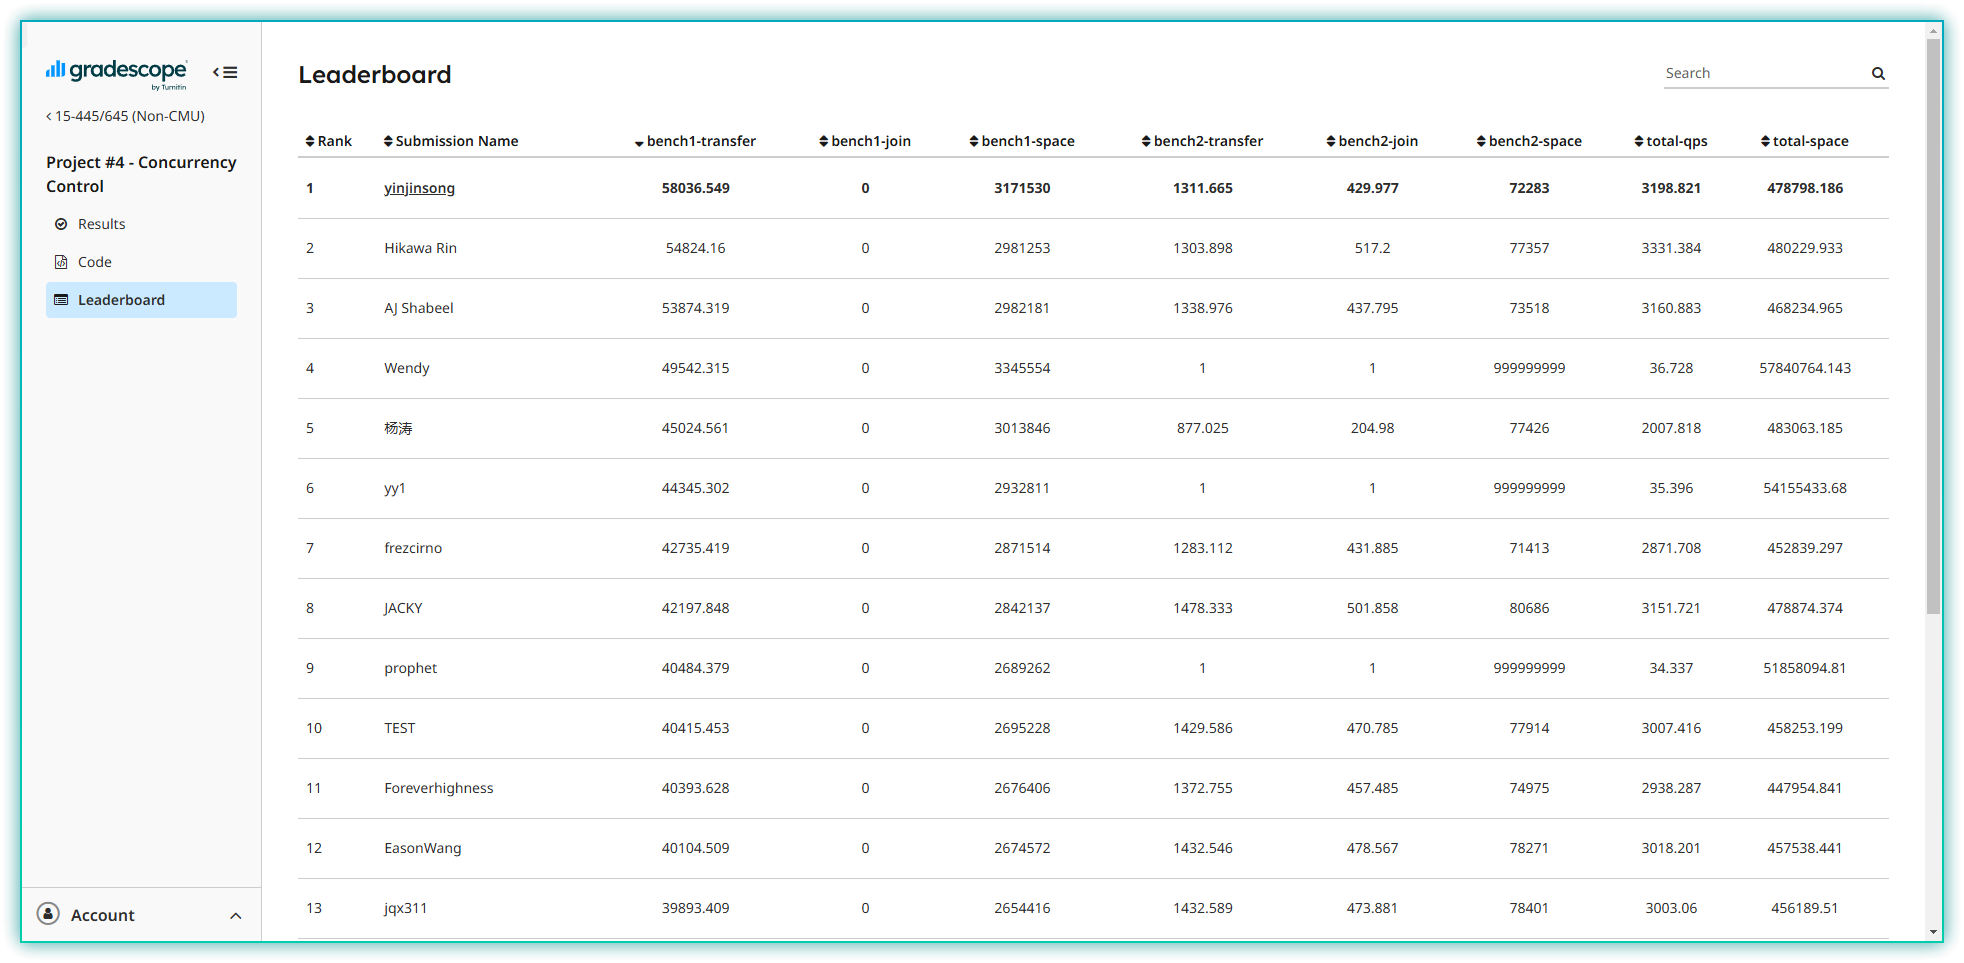 gradescope
by Turnitin
15-445/645 (Non-CMU)
Project #4 - Concurrency
Control
Results
Code
Leaderboard
Account
Leaderboard
Search
Rank Submission Name bench1-transfer bench1-join bench1-space bench2-transfer bench2-join bench2-space total-qps total-space
1 yinjinsong 58036.549 0 3171530 1311.665 429.977 72283 3198.821 478798.186
2 Hikawa Rin 54824.16 0 2981253 1303.898 517.2 77357 3331.384 480229.933
3 AJ Shabeel 53874.319 0 2982181 1338.976 437.795 73518 3160.883 468234.965
4 Wendy 49542.315 0 3345554 1 1 999999999 36.728 57840764.143
5 杨涛 45024.561 0 3013846 877.025 204.98 77426 2007.818 483063.185
6 yy1 44345.302 0 2932811 1 1 999999999 35.396 54155433.68
7 frezcirno 42735.419 0 2871514 1283.112 431.885 71413 2871.708 452839.297
8 JACKY 42197.848 0 2842137 1478.333 501.858 80686 3151.721 478874.374
9 prophet 40484.379 0 2689262 1 1 999999999 34.337 51858094.81
10 TEST 40415.453 0 2695228 1429.586 470.785 77914 3007.416 458253.199
11 Foreverhighness 40393.628 0 2676406 1372.755 457.485 74975 2938.287 447954.841
12 EasonWang 40104.509 0 2674572 1432.546 478.567 78271 3018.201 457538.441
13 jqx311 39893.409 0 2654416 1432.589 473.881 78401 3003.06 456189.51